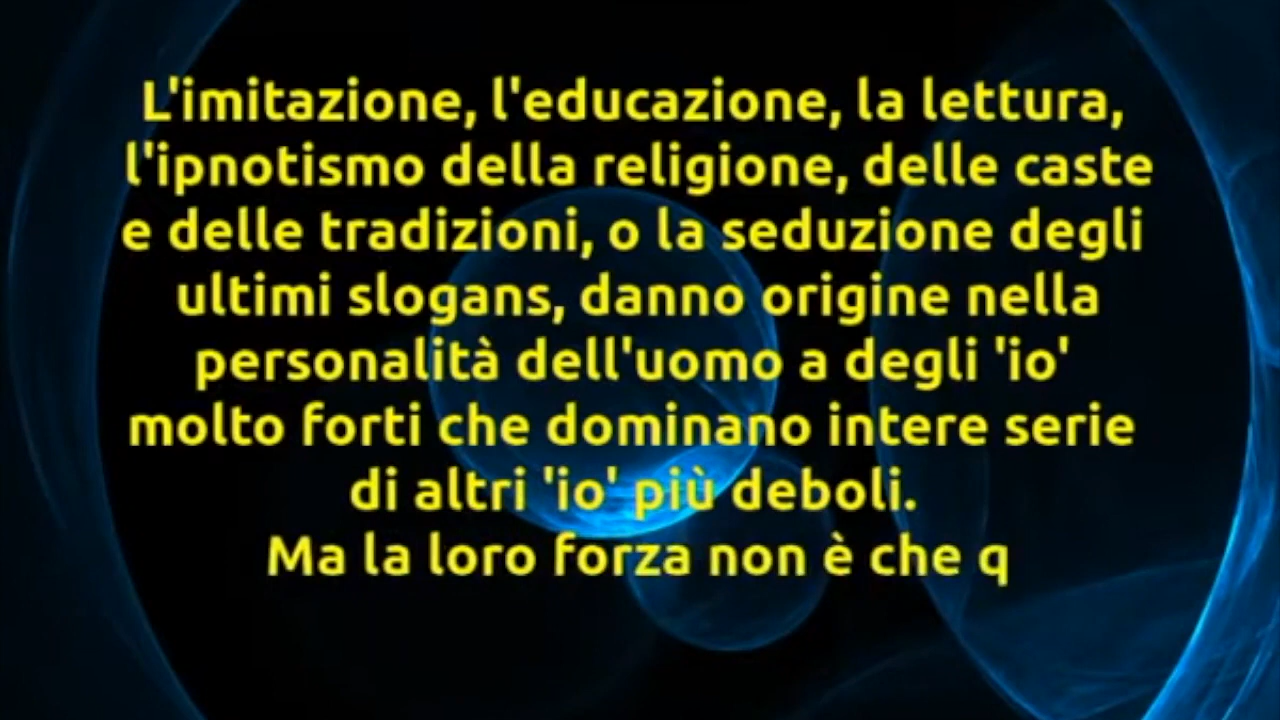 L'imitazione, l'educazione, la lettura,
l'ipnotismo della religione, delle caste
e delle tradizioni, o la seduzione degli
ultimi slogans, danno origine nella
personalità dell'uomo a degli 'io'
molto forti che dominano intere serie
di altri 'io' più deboli.
Ma la loro forza non è che q